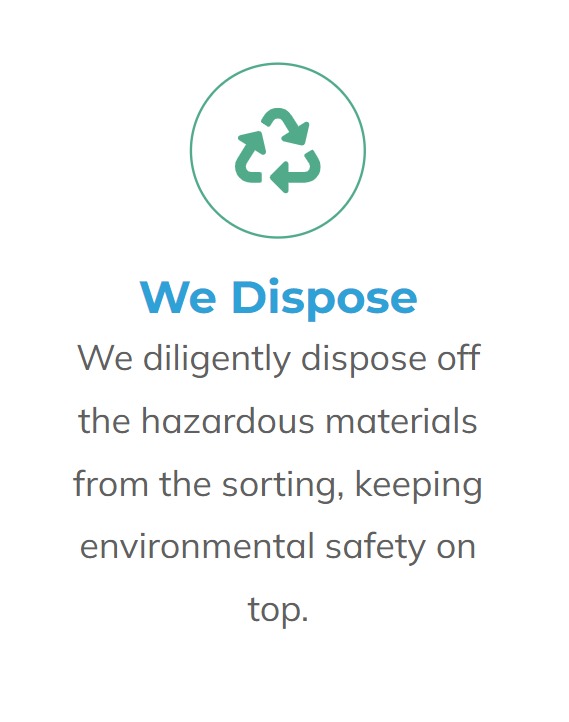 We Dispose
We diligently dispose off
the hazardous materials
from the sorting, keeping
environmental safety on
top.